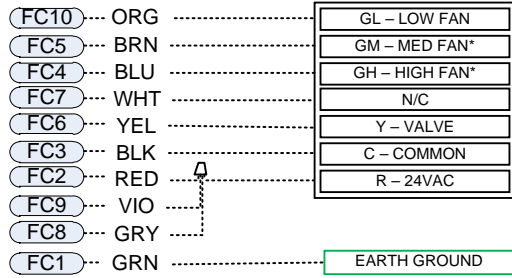 FC10 ORG GL – LOW FAN
FC5 BRN GM – MED FAN*
FC4 BLU GH – HIGH FAN*
FC7 WHT N/C
FC6 YEL Y – VALVE
FC3 BLK C – COMMON
FC2 RED R – 24VAC
FC9 VIO
FC8 GRY
FC1 GRN EARTH GROUND